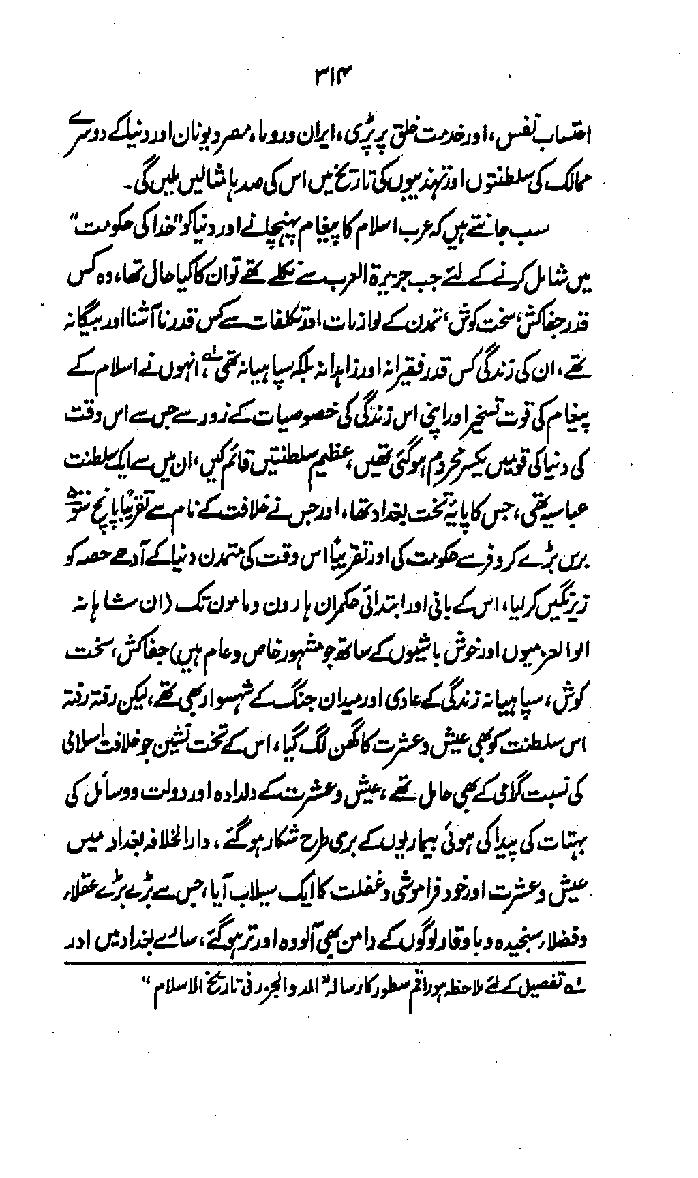 ۳۱۴
احتساب نفس، اور خدمت خلق پر پڑی، ایران و روما، مصر و یونان اور دنیا کے دوسرے
ممالک کی سلطنتوں اور تہذیبوں کی تاریخ میں اس کی صدہا مثالیں ملیں گی۔
سب جانتے ہیں کہ عرب اسلام کا پیغام پہنچانے اور دنیا کو "خدا کی حکومت"
میں شامل کرنے کے لئے جب جزیرۃ العرب سے نکلے تھے تو ان کا کیا حال تھا، وہ کس
قدر جفاکش، سخت کوش، تمدن کے لوازمات اور تکلفات سے کس قدر نا آشنا اور بیگانہ
تھے، ان کی زندگی کس قدر فقیرانہ اور زاہدانہ بلکہ سپاہیانہ تھی لہ، انہوں نے اسلام کے
پیغام کی قوت تسخیر اور اپنی اس زندگی کی خصوصیات کے زور سے جس سے اس وقت
کی دنیا کی قومیں یکسر محروم ہو گئی تھیں، عظیم سلطنتیں قائم کیں، ان میں سے ایک سلطنت
عباسیہ تھی، جس کا پایۂ تخت بغداد تھا، اور جس نے خلافت کے نام سے تقریباً پانچ سو
برس بڑے کروفر سے حکومت کی اور تقریباً اس وقت کی متمدن دنیا کے آدھے حصہ کو
زیرنگیں کر لیا، اس کے بانی اور ابتدائی حکمران ہارون و مامون تک (ان شاہانہ
الوالعزمیوں اور خوش باشیوں کے ساتھ جو مشہور خاص و عام ہیں) جفاکش، سخت
کوش، سپاہیانہ زندگی کے عادی اور میدان جنگ کے شہسوار بھی تھے، لیکن رفتہ رفتہ
اس سلطنت کو بھی عیش و عشرت کا گھن لگ گیا، اس کے تخت نشین جو خلافت اسلامی
کی نسبت گرامی کے بھی حامل تھے، عیش و عشرت کے دلدادہ اور دولت و وسائل کی
بہتات کی پیدا کی ہوئی بیماریوں کے بری طرح شکار ہو گئے، دارالخلافہ بغداد میں
عیش و عشرت اور خود فراموشی و غفلت کا ایک سیلاب آیا، جس سے بڑے بڑے عقلاء
و فضلاء، سنجیدہ و با وقار لوگوں کے دامن بھی آلودہ اور تر ہو گئے، سارے بغداد میں اور
لہ تفصیل کے لئے ملاحظہ ہو راقم سطور کا رسالہ "المد والجزر فی تاریخ الاسلام"